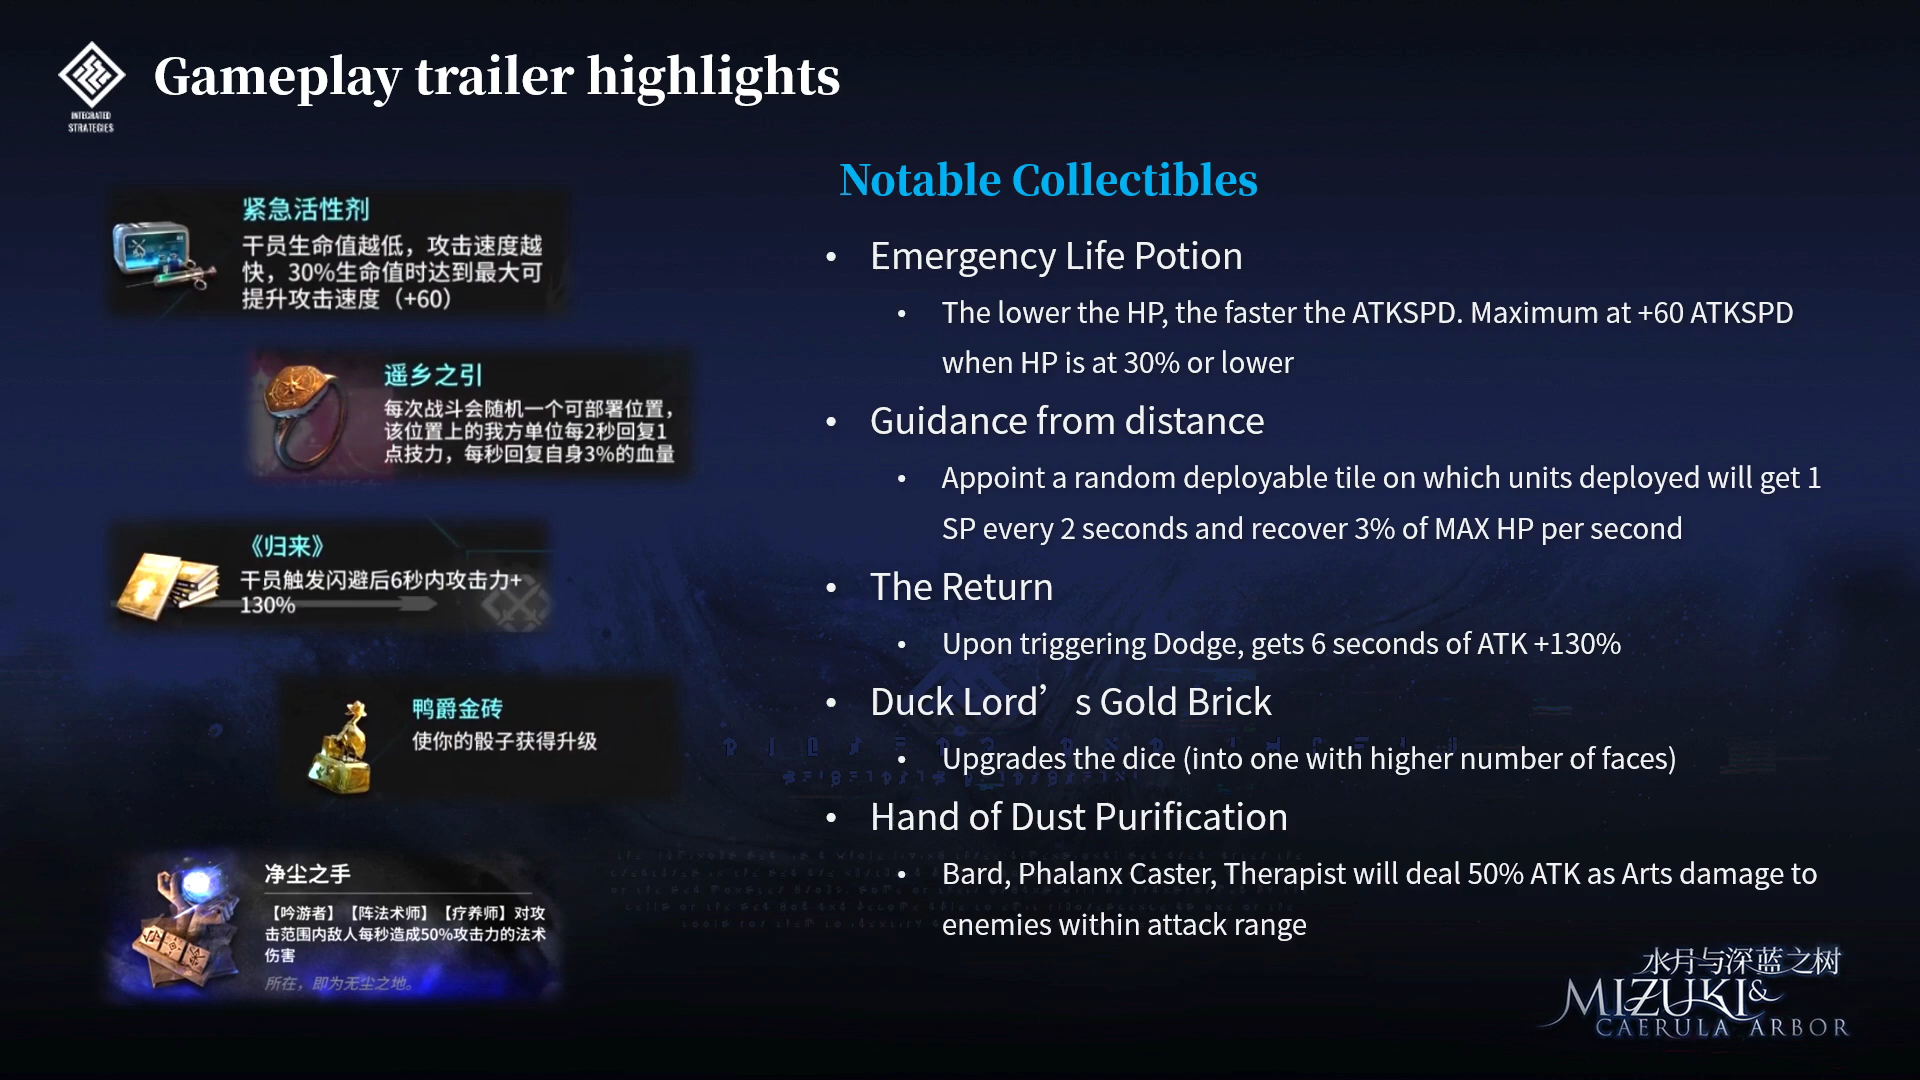 Gameplay trailer highlights
INTEGRATED
STRATEGIES
紧急活性剂
干员生命值越低，攻击速度越
快，30%生命值时达到最大可
提升攻击速度（+60）
遥乡之引
每次战斗会随机一个可部署位置，
该位置上的我方单位每2秒回复1
点技力，每秒回复自身3%的血量
《归来》
干员触发闪避后6秒内攻击力+
130%
鸭爵金砖
使你的骰子获得升级
净尘之手
【吟游者】【阵法术师】【疗养师】对攻
击范围内敌人每秒造成50%攻击力的法术
伤害
所在，即为无尘之地。
Notable Collectibles
• Emergency Life Potion
• The lower the HP, the faster the ATKSPD. Maximum at +60 ATKSPD
when HP is at 30% or lower
• Guidance from distance
• Appoint a random deployable tile on which units deployed will get 1
SP every 2 seconds and recover 3% of MAX HP per second
• The Return
• Upon triggering Dodge, gets 6 seconds of ATK +130%
• Duck Lord’s Gold Brick
• Upgrades the dice (into one with higher number of faces)
• Hand of Dust Purification
• Bard, Phalanx Caster, Therapist will deal 50% ATK as Arts damage to
enemies within attack range
水月与深蓝之树
MIZUKI &
CAERULA ARBOR